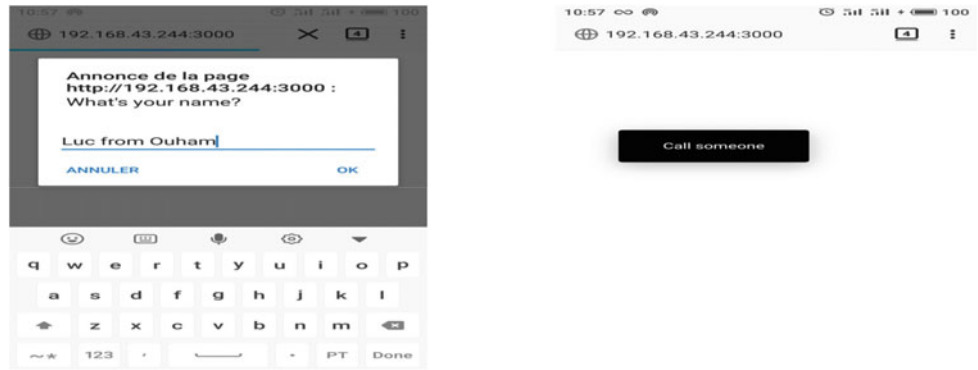 10:57
100
192.168.43.244:3000
4
Annonce de la page
http://192.168.43.244:3000 :
What's your name?
Luc from Ouham
ANNULER OK
q w e r t y u i o p
a s d f g h j k l
z x c v b n m
~* 123 , . PT Done
10:57
100
192.168.43.244:3000
4
Call someone